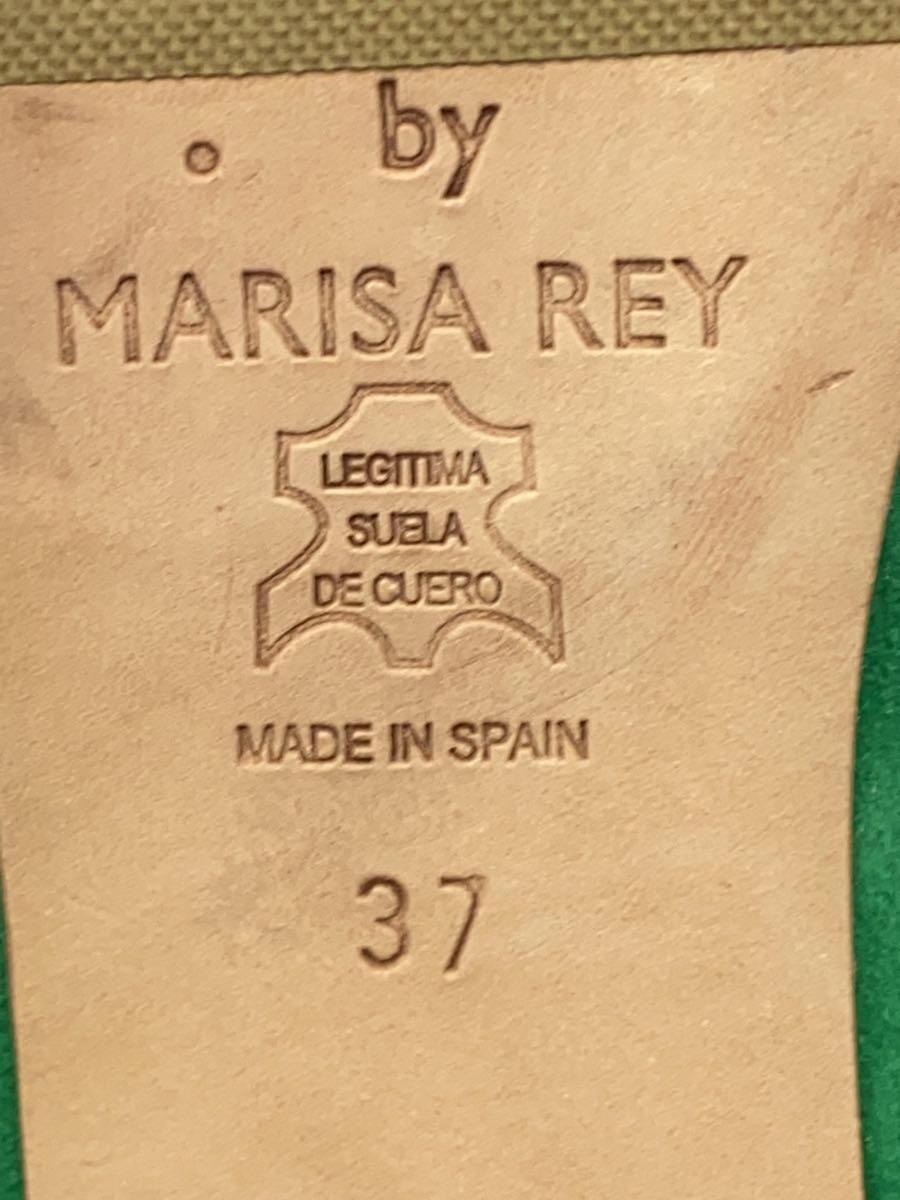 by
MARISA REY
LEGITIMA
SUELA
DE CUERO
MADE IN SPAIN
37